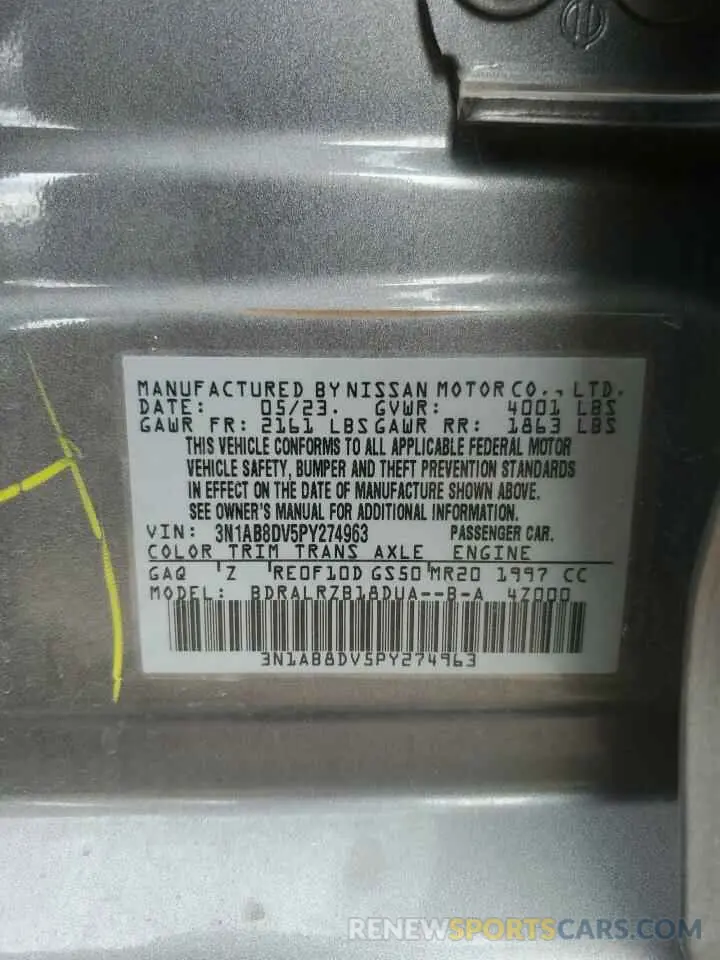 MANUFACTURED BY NISSAN MOTOR CO., LTD.
DATE: 05/23. GVWR: 4001 LBS
GAWR FR: 2161 LBS GAWR RR: 1863 LBS
THIS VEHICLE CONFORMS TO ALL APPLICABLE FEDERAL MOTOR
VEHICLE SAFETY, BUMPER AND THEFT PREVENTION STANDARDS
IN EFFECT ON THE DATE OF MANUFACTURE SHOWN ABOVE.
SEE OWNER'S MANUAL FOR ADDITIONAL INFORMATION.
VIN: 3N1AB8DV5PY274963 PASSENGER CAR.
COLOR TRIM TRANS AXLE ENGINE
GAQ 'Z 'RE0F10D GS50'MR20 1997 CC
MODEL: BDRALRZB18DUA--B-A 4Z000
3N1AB8DV5PY274963
RENEWSPORTSCARS.COM